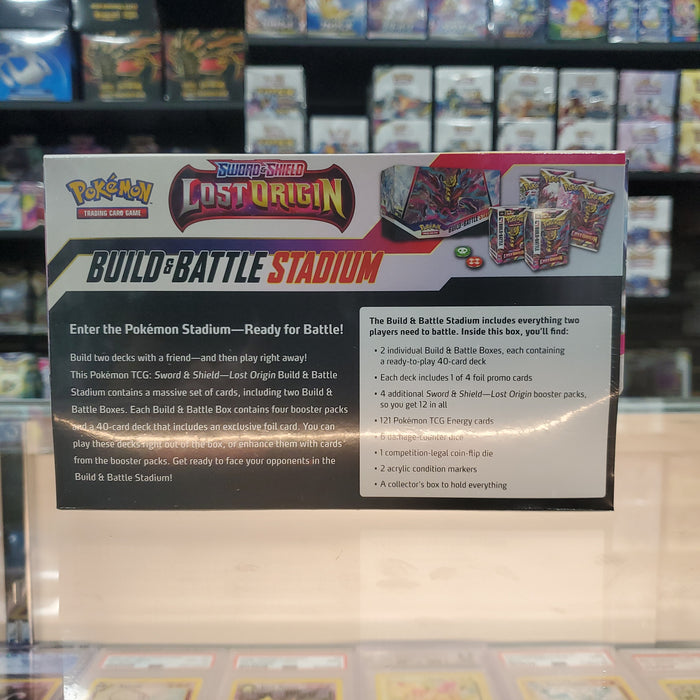 Pokémon
TRADING CARD GAME
SWORD & SHIELD
LOST ORIGIN
BUILD & BATTLE STADIUM
Enter the Pokémon Stadium—Ready for Battle!
Build two decks with a friend—and then play right away!
This Pokémon TCG: Sword & Shield—Lost Origin Build & Battle
Stadium contains a massive set of cards, including two Build &
Battle Boxes. Each Build & Battle Box contains four booster packs
and a 40-card deck that includes an exclusive foil card. You can
play these decks right out of the box, or enhance them with cards
from the booster packs. Get ready to face your opponents in the
Build & Battle Stadium!
The Build & Battle Stadium includes everything two
players need to battle. Inside this box, you'll find:
• 2 individual Build & Battle Boxes, each containing
a ready-to-play 40-card deck
• Each deck includes 1 of 4 foil promo cards
• 4 additional Sword & Shield—Lost Origin booster packs,
so you get 12 in all
• 121 Pokémon TCG Energy cards
• 6 damage-counter dice
• 1 competition-legal coin-flip die
• 2 acrylic condition markers
• A collector's box to hold everything